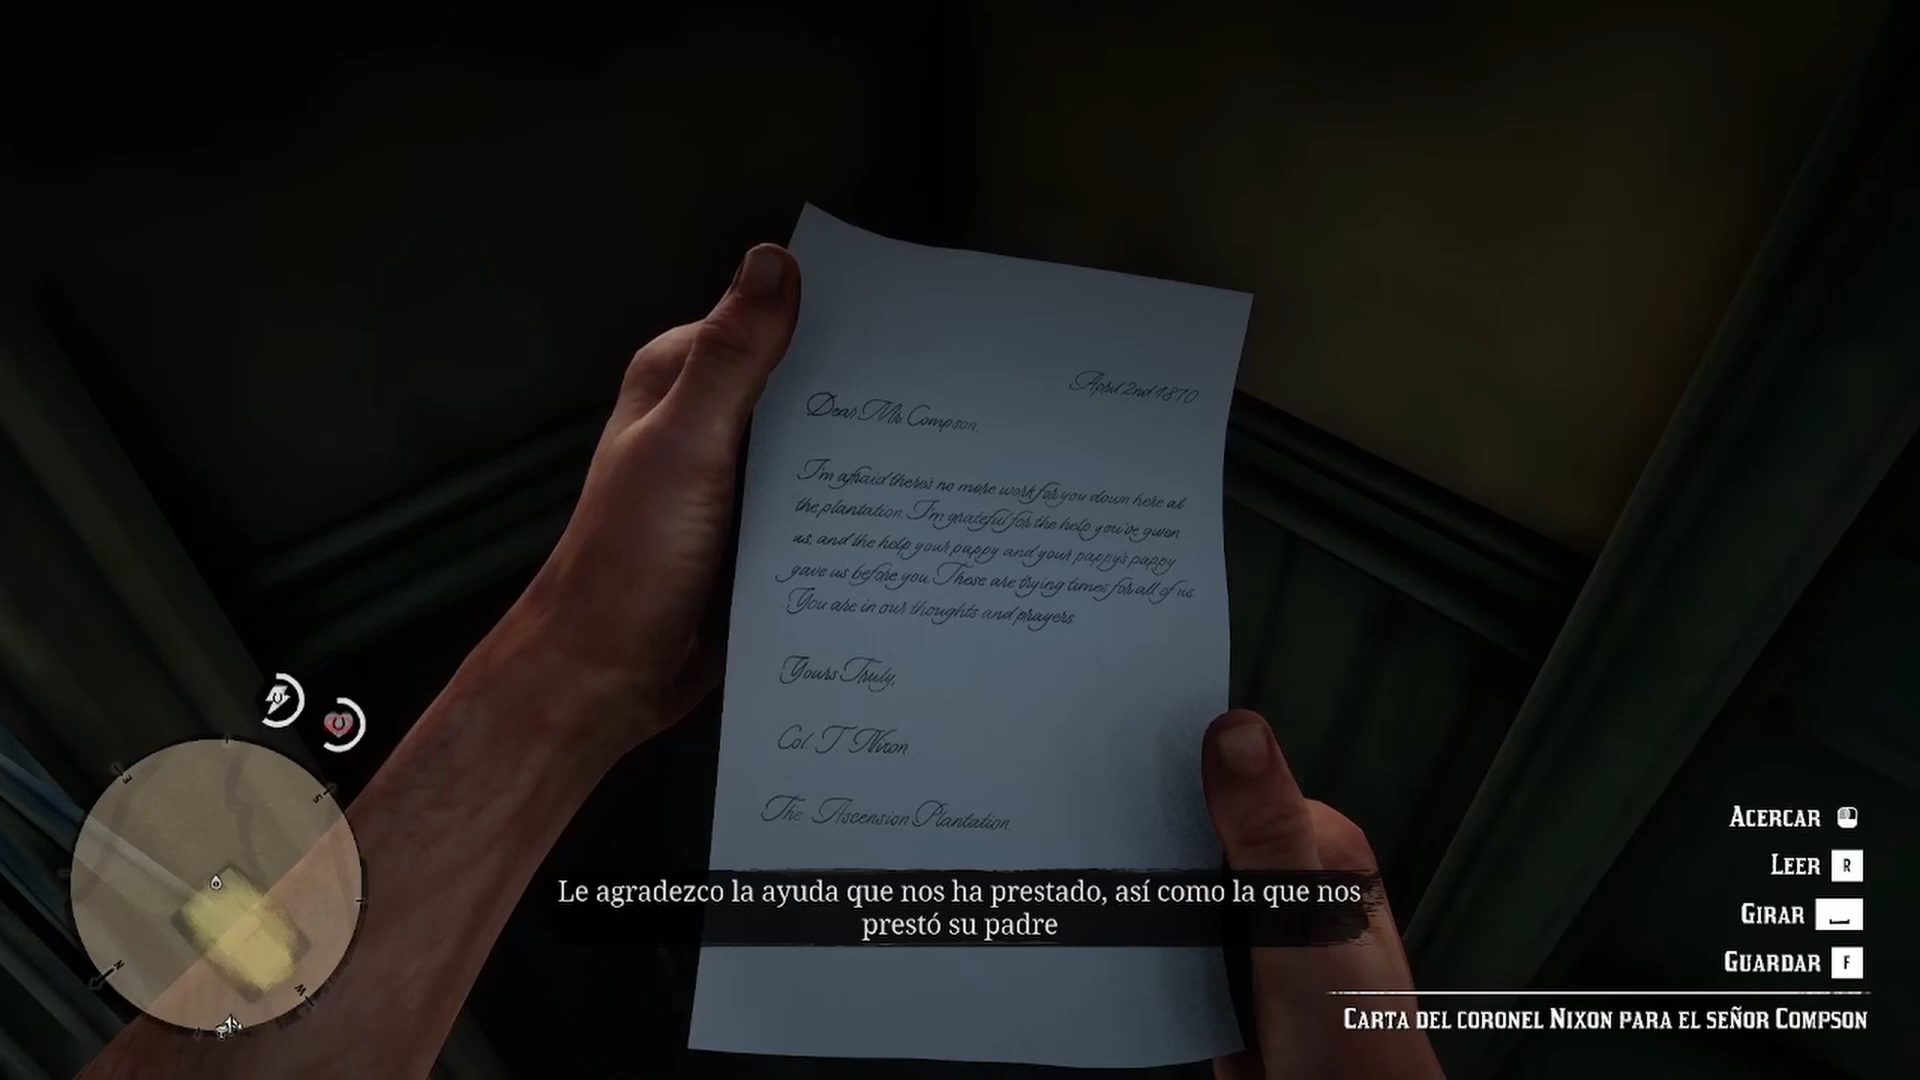 April 2nd 1870
Dear Mr. Compson,
I'm afraid there's no more work for you down here at
the plantation. I'm grateful for the help you've given
us, and the help your pappy and your pappy's pappy
gave us before you. These are trying times for all of us.
You are in our thoughts and prayers.
Yours Truly,
Col. T Nixon
The Ascension Plantation.
Le agradezco la ayuda que nos ha prestado, así como la que nos
prestó su padre
ACERCAR
LEER R
GIRAR
GUARDAR F
CARTA DEL CORONEL NIXON PARA EL SEÑOR COMPSON
E
S
N
W